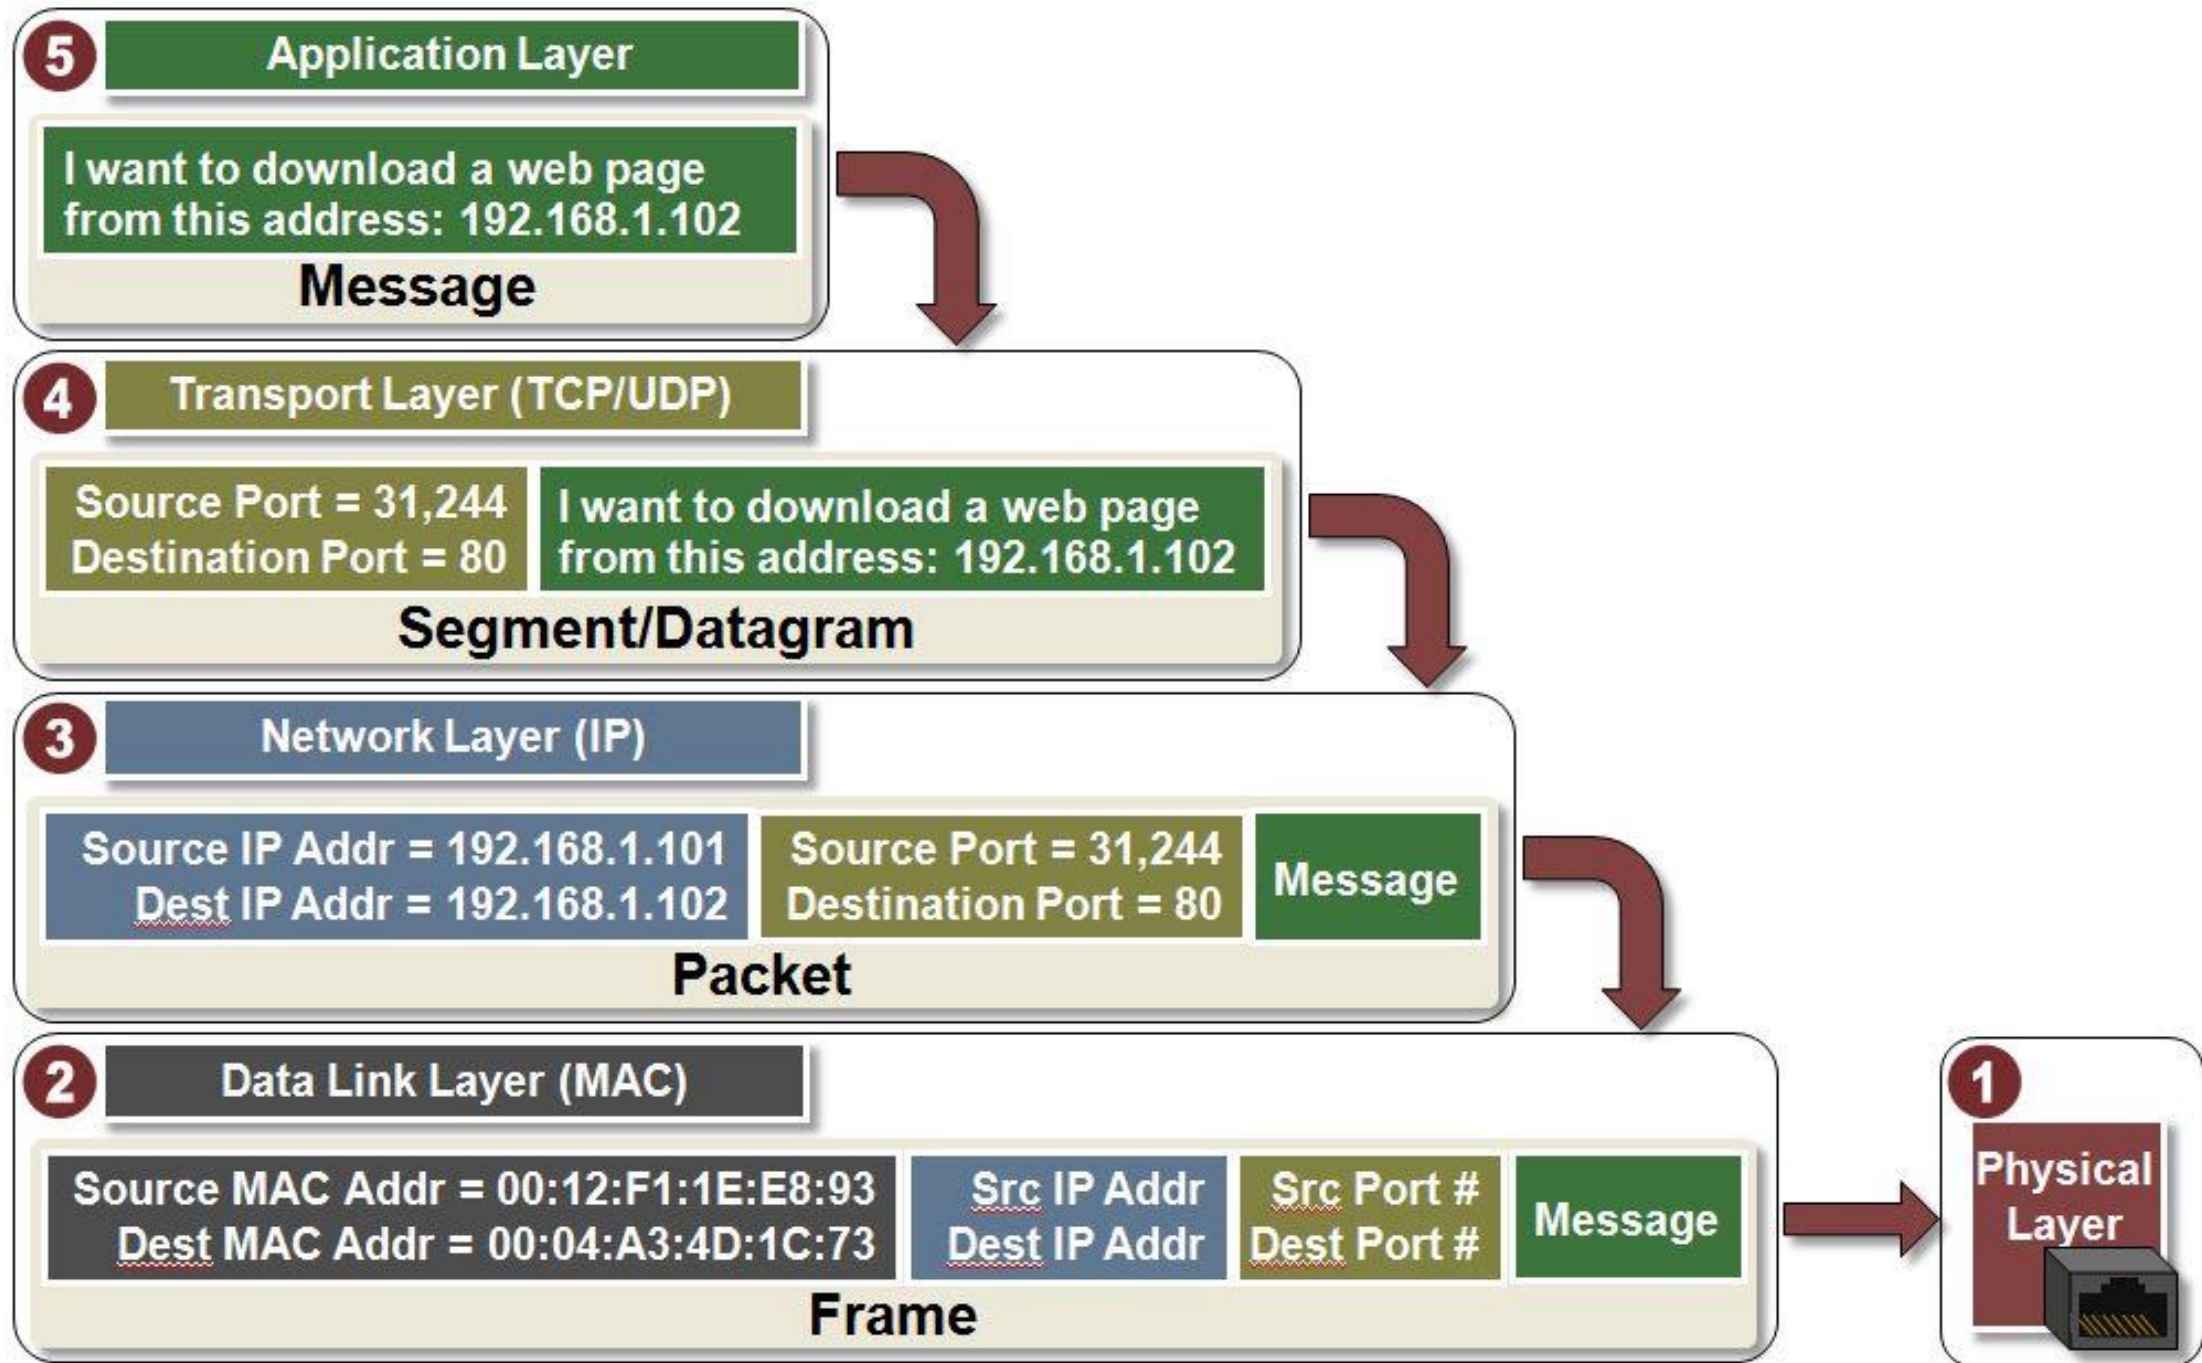 5
Application Layer
I want to download a web page
from this address: 192.168.1.102
Message
4
Transport Layer (TCP/UDP)
Source Port = 31,244
Destination Port = 80
I want to download a web page
from this address: 192.168.1.102
Segment/Datagram
3
Network Layer (IP)
Source IP Addr = 192.168.1.101
Dest IP Addr = 192.168.1.102
Source Port = 31,244
Destination Port = 80
Message
Packet
2
Data Link Layer (MAC)
Source MAC Addr = 00:12:F1:1E:E8:93
Dest MAC Addr = 00:04:A3:4D:1C:73
Src IP Addr
Dest IP Addr
Src Port #
Dest Port #
Message
Frame
1
Physical
Layer